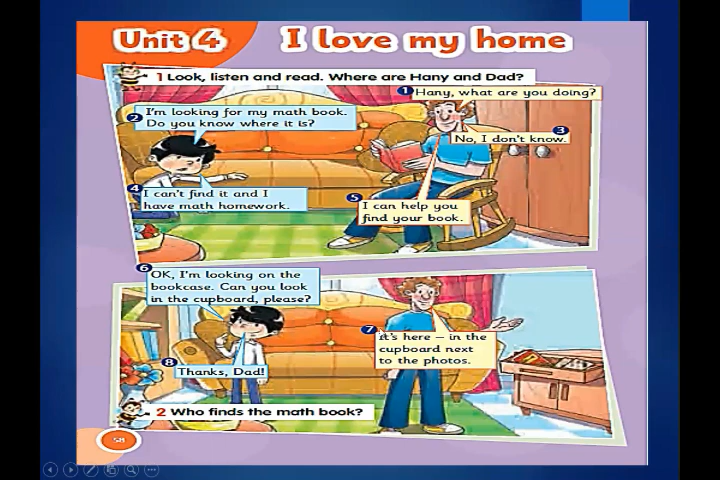 Unit 4 I love my home
1 Look, listen and read. Where are Hany and Dad?
1 Hany, what are you doing?
2 I'm looking for my math book.
Do you know where it is?
3 No, I don't know.
4 I can't find it and I
have math homework.
5 I can help you
find your book.
6 OK, I'm looking on the
bookcase. Can you look
in the cupboard, please?
7 It's here – in the
cupboard next
to the photos.
8 Thanks, Dad!
2 Who finds the math book?
58